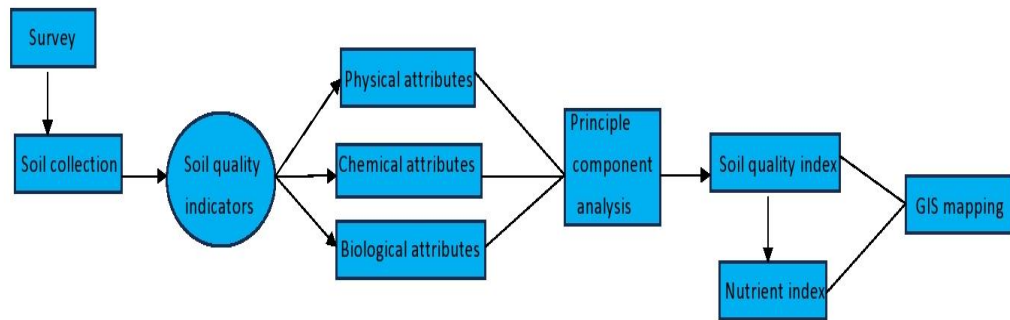 Survey
Soil collection
Soil quality
indicators
Physical attributes
Chemical attributes
Biological attributes
Principle
component
analysis
Soil quality index
Nutrient index
GIS mapping